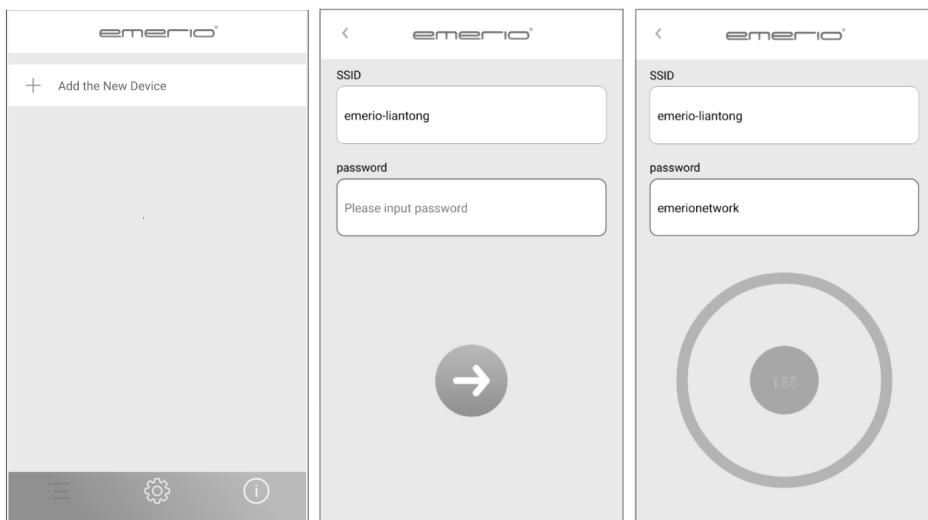 emerio®
Add the New Device
emerio®
SSID
emerio-liantong
password
Please input password
emerio®
SSID
emerio-liantong
password
emerionetwork
155